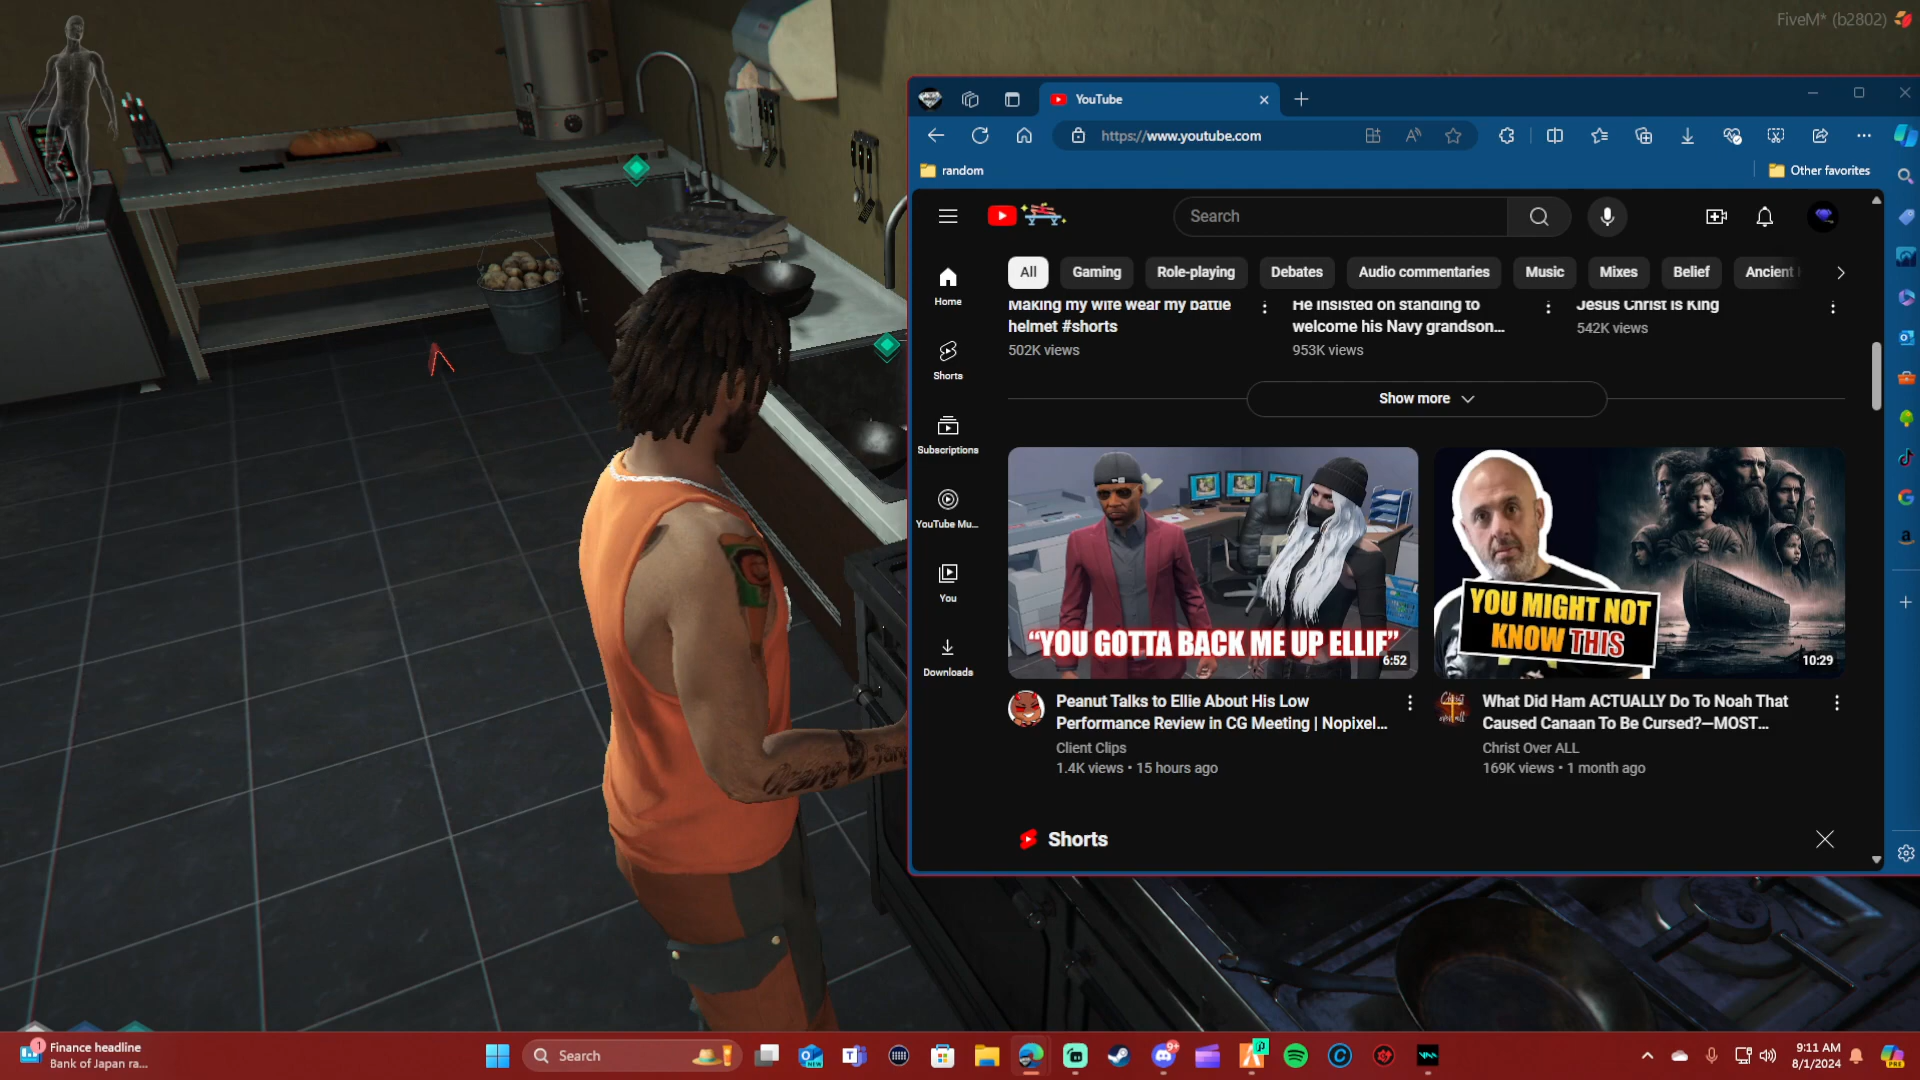 FiveM* (b2802)
YouTube
https://www.youtube.com
random
Other favorites
Search
All
Gaming
Role-playing
Debates
Audio commentaries
Music
Mixes
Belief
Ancient
Home
Shorts
Subscriptions
YouTube Mu...
You
Downloads
Making my wife wear my battle
helmet #shorts
502K views
He insisted on standing to
welcome his Navy grandson...
953K views
Jesus Christ is King
542K views
Show more
“YOU GOTTA BACK ME UP ELLIE”
6:52
Peanut Talks to Ellie About His Low
Performance Review in CG Meeting | Nopixel...
Client Clips
1.4K views • 15 hours ago
YOU MIGHT NOT
KNOW THIS
10:29
What Did Ham ACTUALLY Do To Noah That
Caused Canaan To Be Cursed?—MOST...
Christ Over ALL
169K views • 1 month ago
Shorts
1
Finance headline
Bank of Japan ra...
Search
NEW
9+
9:11 AM
8/1/2024
PRE